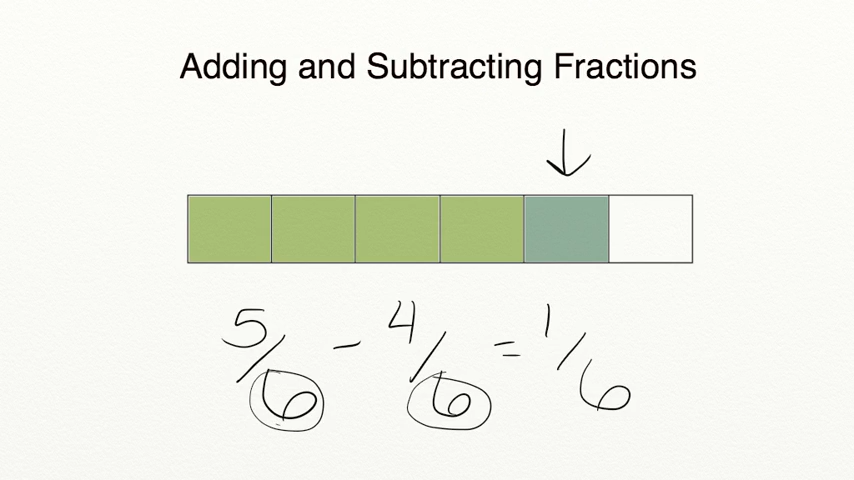 Adding and Subtracting Fractions
5/6 - 4/6 = 1/6